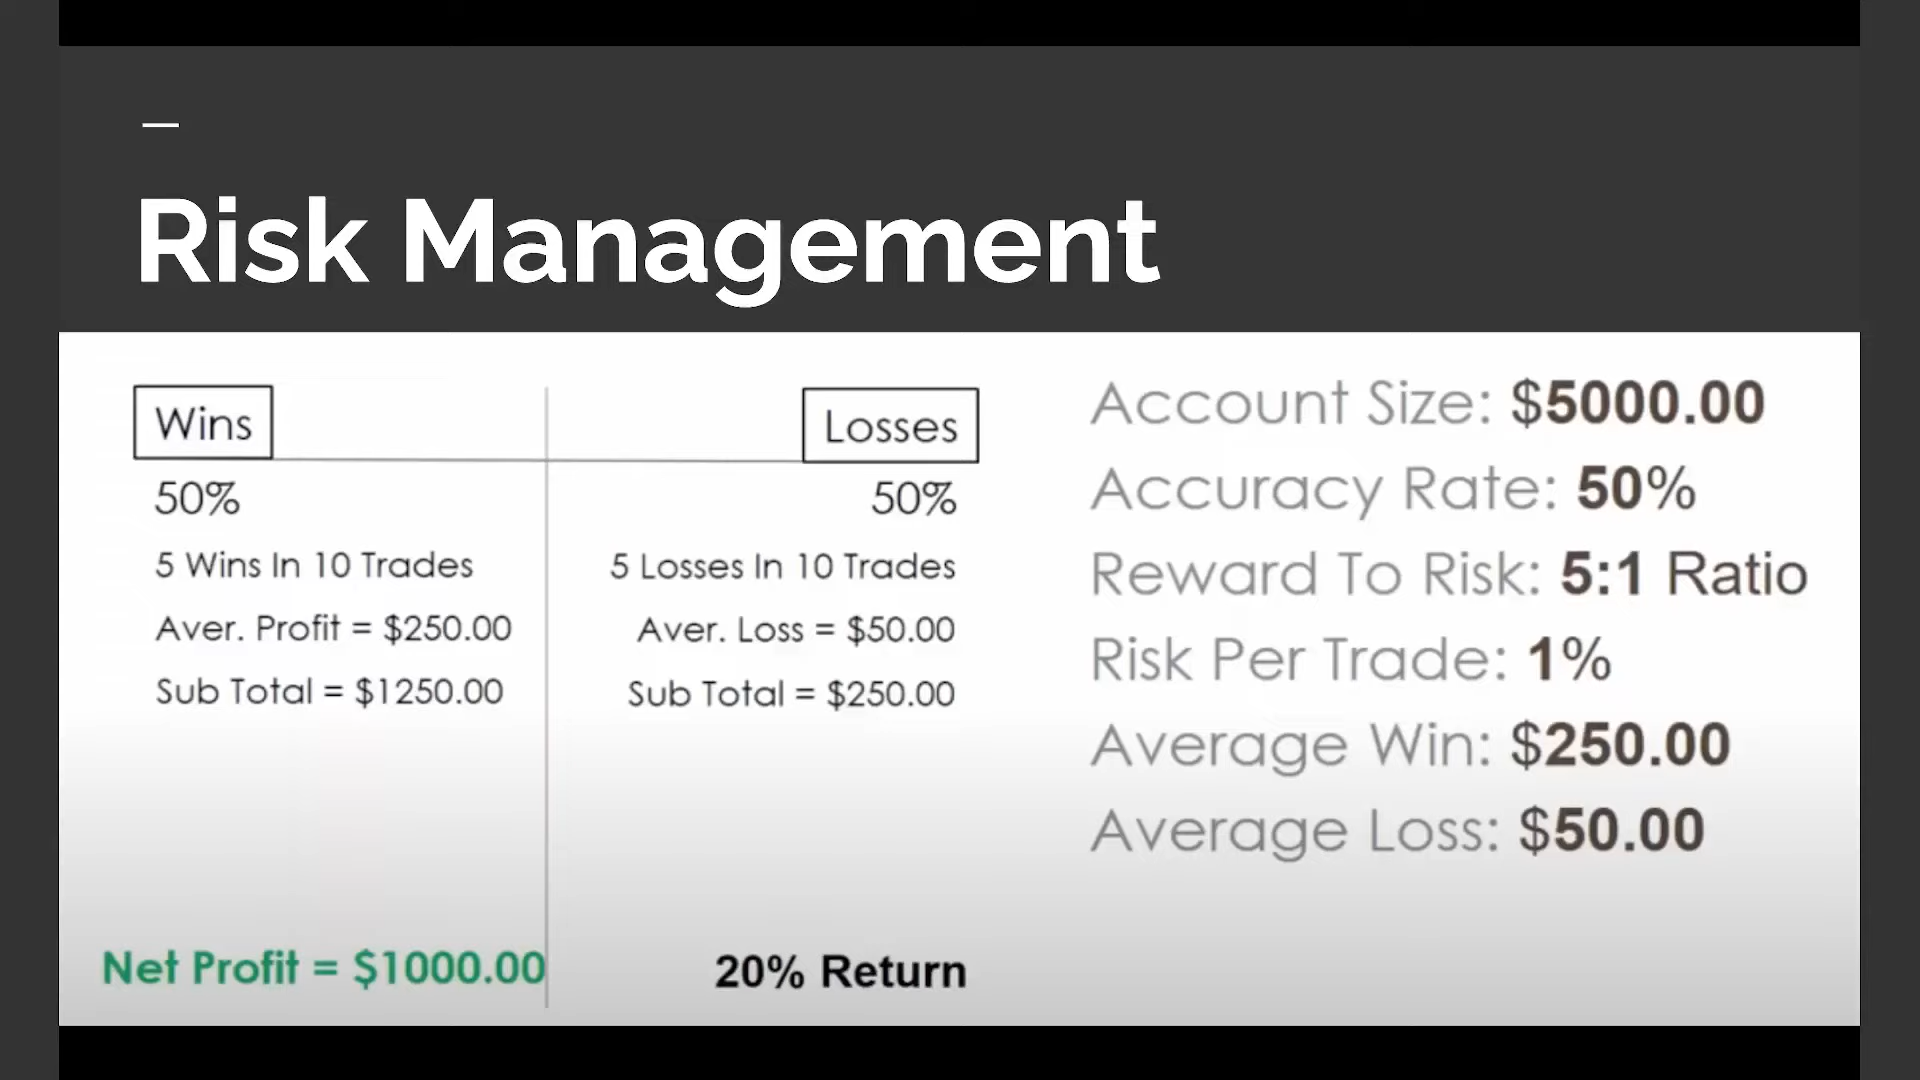 Risk Management
Wins
50%
5 Wins In 10 Trades
Aver. Profit = $250.00
Sub Total = $1250.00
Losses
50%
5 Losses In 10 Trades
Aver. Loss = $50.00
Sub Total = $250.00
Net Profit = $1000.00
20% Return
Account Size: $5000.00
Accuracy Rate: 50%
Reward To Risk: 5:1 Ratio
Risk Per Trade: 1%
Average Win: $250.00
Average Loss: $50.00